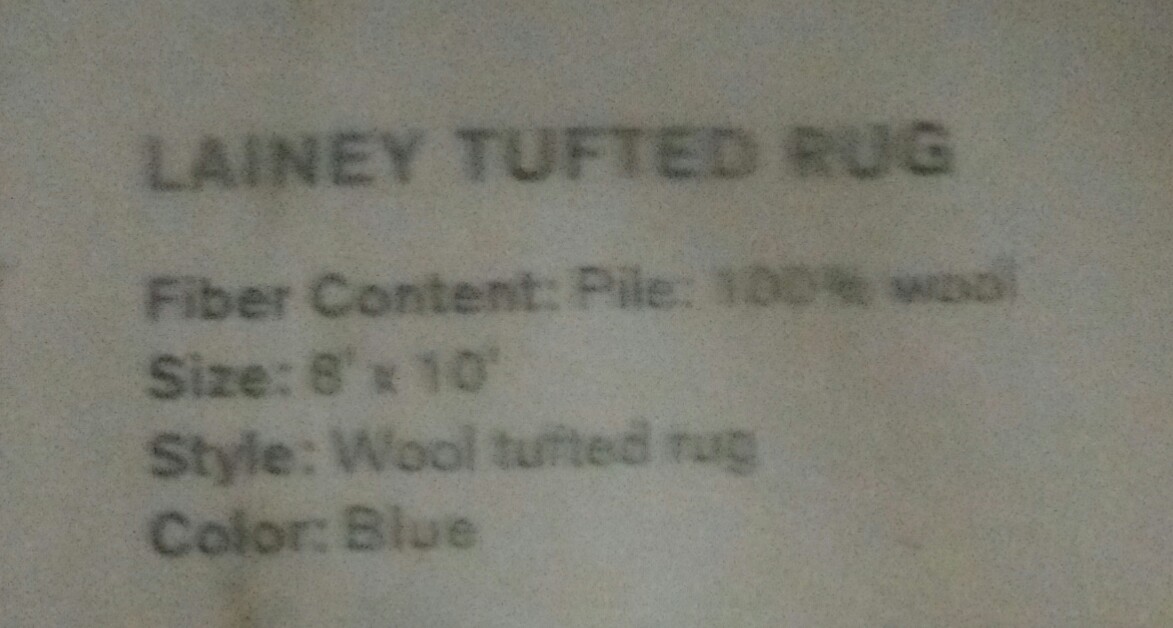 LAINEY TUFTED RUG
Fiber Content: Pile: 100% wool
Size: 8' x 10'
Style: Wool tufted rug
Color: Blue